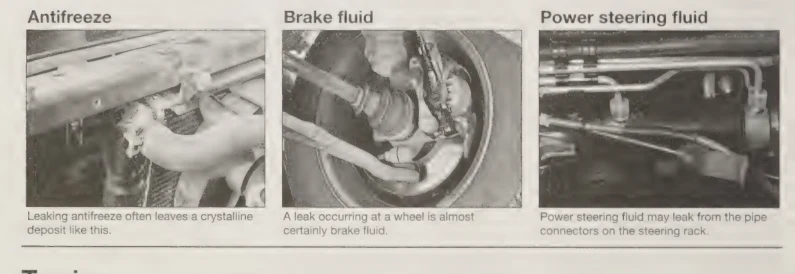 Antifreeze
Leaking antifreeze often leaves a crystalline
deposit like this.
Brake fluid
A leak occurring at a wheel is almost
certainly brake fluid.
Power steering fluid
Power steering fluid may leak from the pipe
connectors on the steering rack.